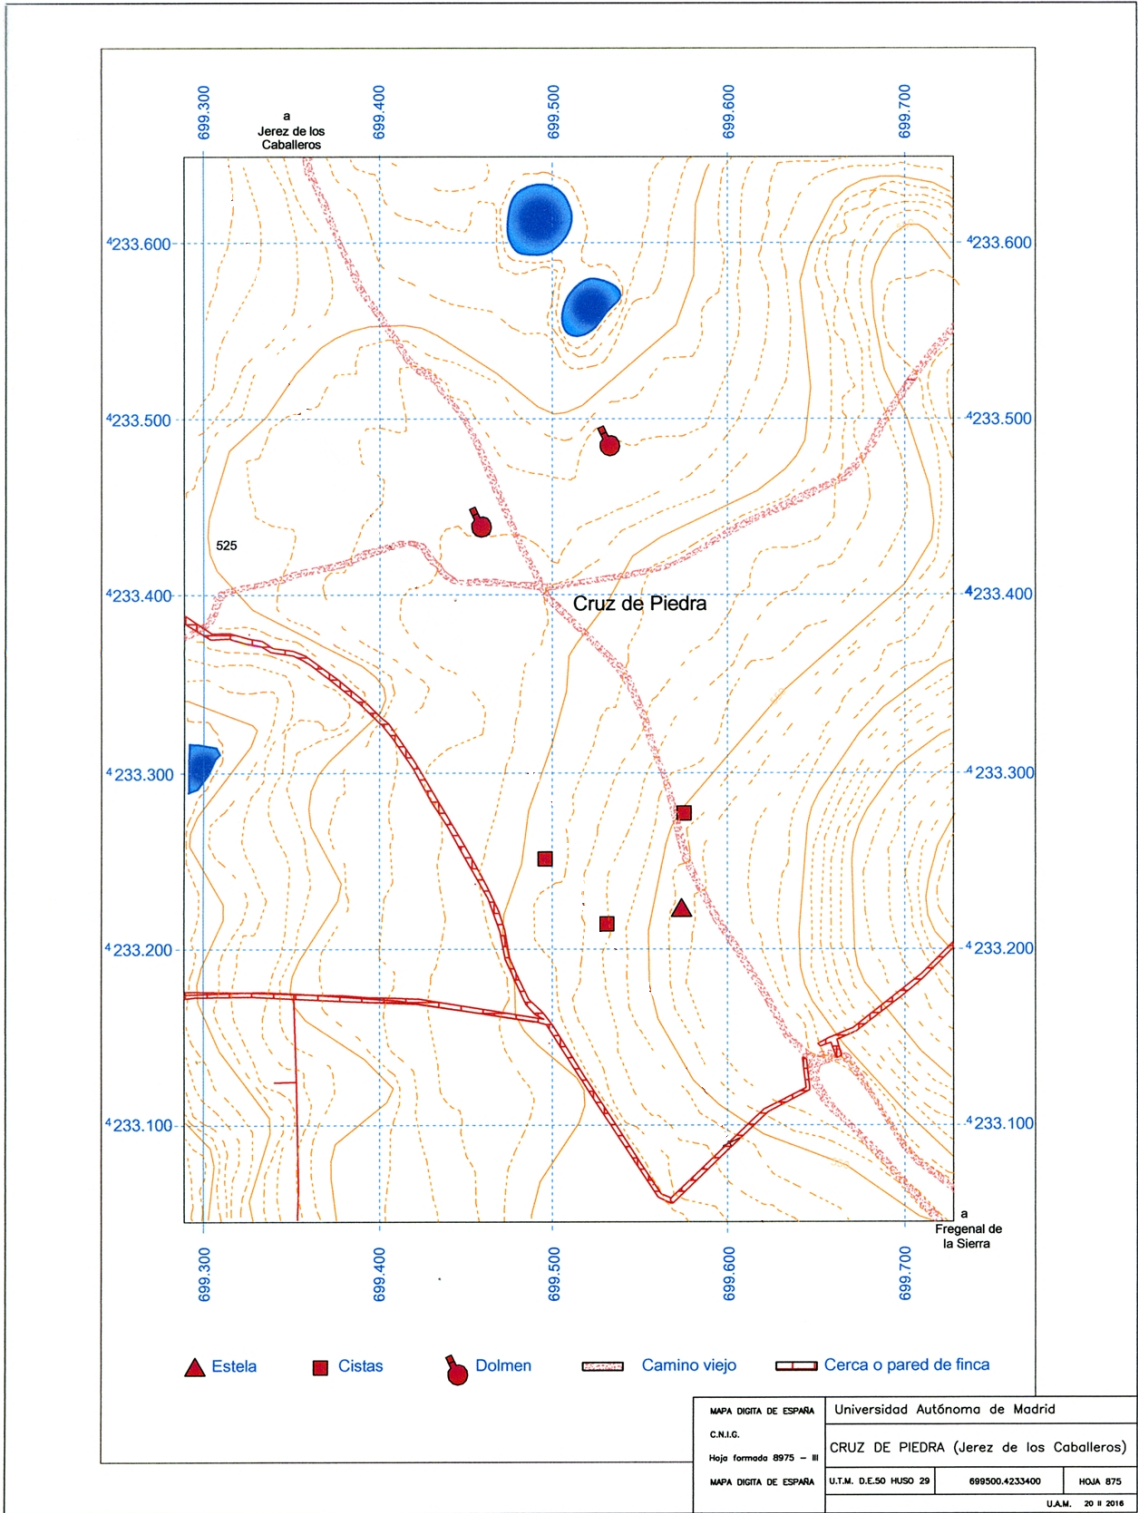 699.300
699.400
699.500
699.600
699.700
a
Jerez de los
Caballeros
4233.600
4233.600
4233.500
4233.500
525
4233.400
4233.400
Cruz de Piedra
4233.300
4233.300
4233.200
4233.200
4233.100
4233.100
a
Fregenal de
la Sierra
699.300
699.400
699.500
699.600
699.700
Estela
Cistas
Dolmen
Camino viejo
Cerca o pared de finca
MAPA DIGITA DE ESPAÑA
C.N.I.G.
Hoja formada 8975 - III
MAPA DIGITA DE ESPAÑA
Universidad Autónoma de Madrid
CRUZ DE PIEDRA (Jerez de los Caballeros)
U.T.M. D.E.50 HUSO 29
699500.4233400
HOJA 875
U.A.M. 20 II 2016